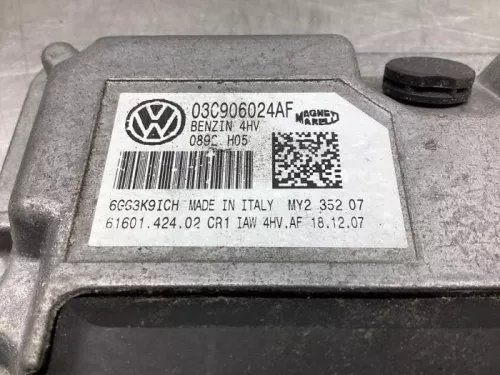 03C906024AF
BENZIN 4HV
H05
MAGNETI
MARELLI
6GG3K9ICH MADE IN ITALY MY2 352 07
61601.424.02 CR1 IAW 4HV.AF 18.12.07